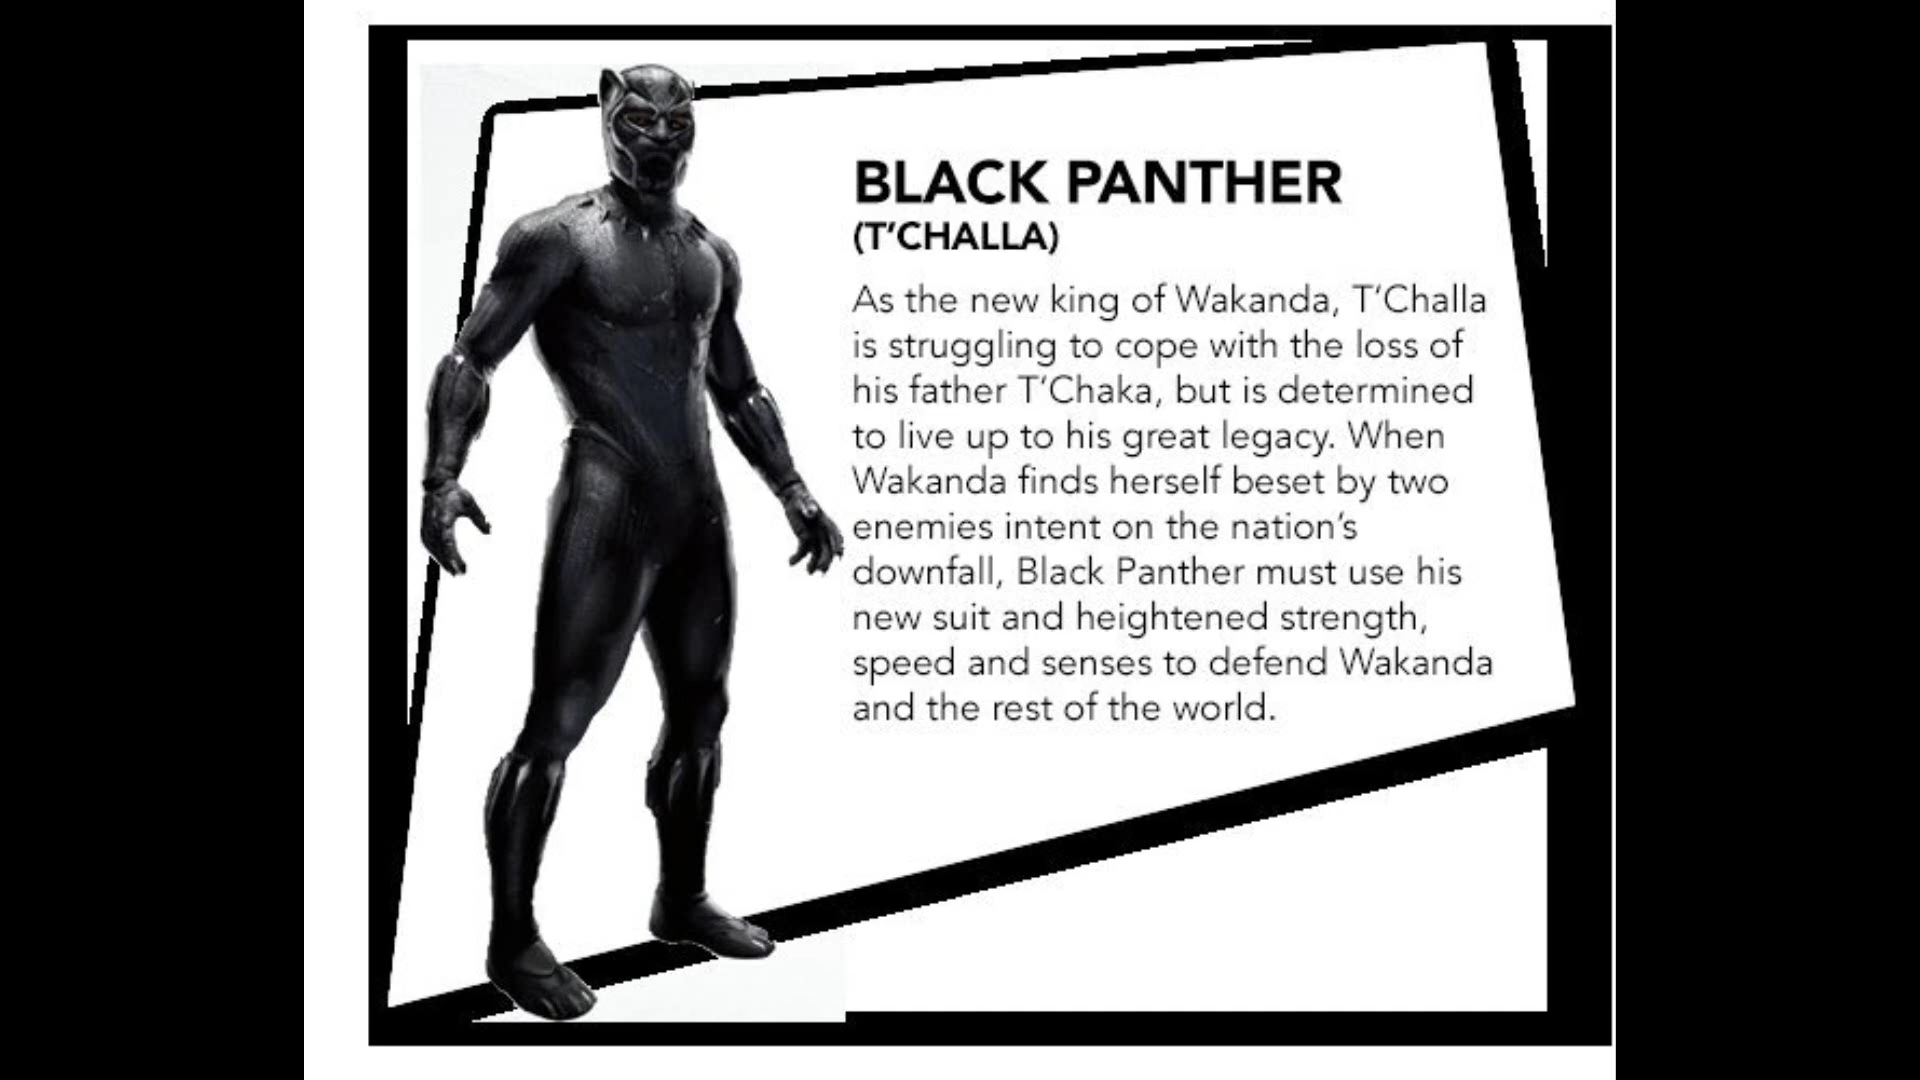 BLACK PANTHER
(T’CHALLA)
As the new king of Wakanda, T’Challa
is struggling to cope with the loss of
his father T’Chaka, but is determined
to live up to his great legacy. When
Wakanda finds herself beset by two
enemies intent on the nation’s
downfall, Black Panther must use his
new suit and heightened strength,
speed and senses to defend Wakanda
and the rest of the world.